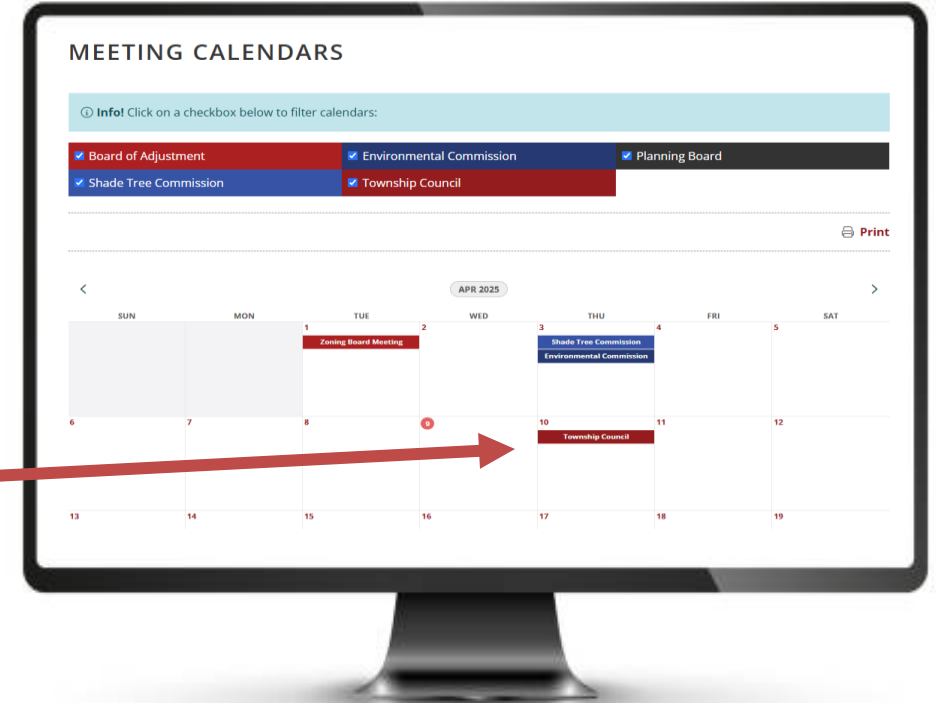 MEETING CALENDARS
Info! Click on a checkbox below to filter calendars:
Board of Adjustment Environmental Commission Planning Board
Shade Tree Commission Township Council
Print
< APR 2025 >
SUN MON TUE WED THU FRI SAT
1 2 3 4 5
Zoning Board Meeting Shade Tree Commission
Environmental Commission
6 7 8 9 10 11 12
Township Council
13 14 15 16 17 18 19